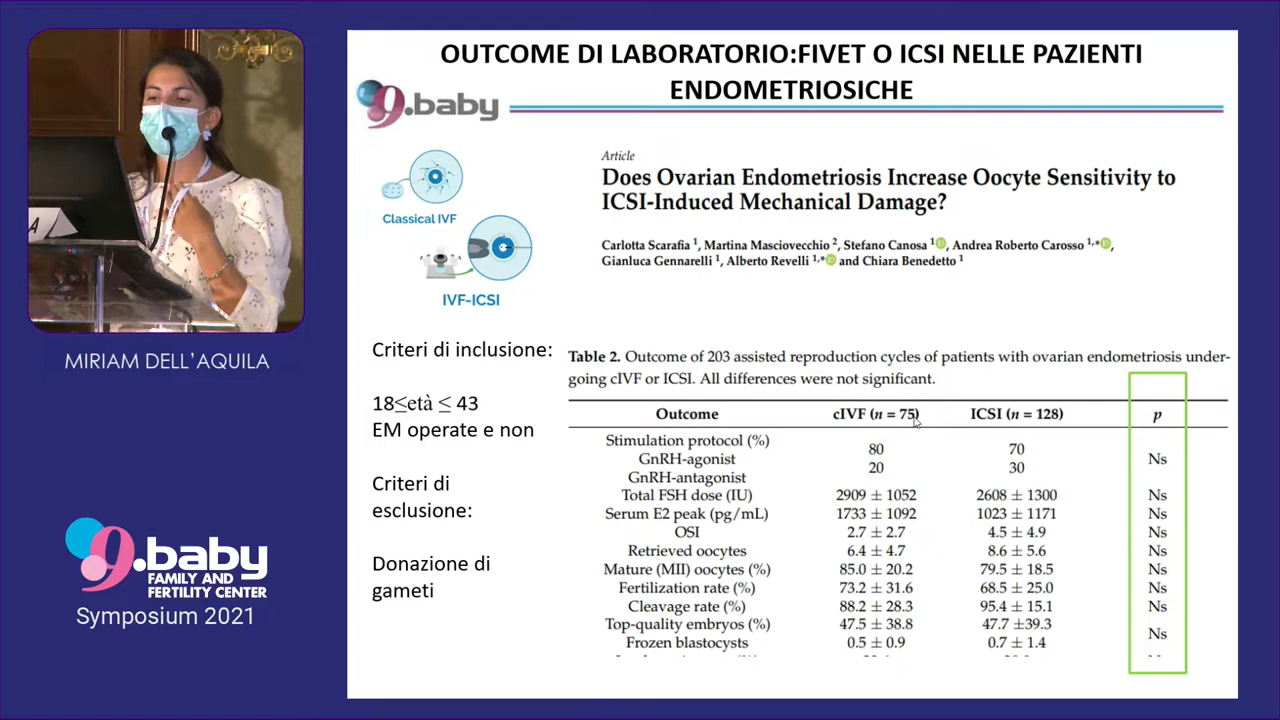 OUTCOME DI LABORATORIO:FIVET O ICSI NELLE PAZIENTI
ENDOMETRIOSICHE
9.baby
Classical IVF
IVF-ICSI
Article
Does Ovarian Endometriosis Increase Oocyte Sensitivity to
ICSI-Induced Mechanical Damage?
Carlotta Scarafia 1, Martina Masciovecchio 2, Stefano Canosa 1, Andrea Roberto Carosso 1,*,
Gianluca Gennarelli 1, Alberto Revelli 1,* and Chiara Benedetto 1
A
MIRIAM DELL'AQUILA
Criteri di inclusione:
18≤età ≤ 43
EM operate e non
Criteri di
esclusione:
Donazione di
gameti
Table 2. Outcome of 203 assisted reproduction cycles of patients with ovarian endometriosis under-
going cIVF or ICSI. All differences were not significant.
Outcome cIVF (n = 75) ICSI (n = 128) p
Stimulation protocol (%)
GnRH-agonist 80 70 Ns
GnRH-antagonist 20 30
Total FSH dose (IU) 2909 ± 1052 2608 ± 1300 Ns
Serum E2 peak (pg/mL) 1733 ± 1092 1023 ± 1171 Ns
OSI 2.7 ± 2.7 4.5 ± 4.9 Ns
Retrieved oocytes 6.4 ± 4.7 8.6 ± 5.6 Ns
Mature (MII) oocytes (%) 85.0 ± 20.2 79.5 ± 18.5 Ns
Fertilization rate (%) 73.2 ± 31.6 68.5 ± 25.0 Ns
Cleavage rate (%) 88.2 ± 28.3 95.4 ± 15.1 Ns
Top-quality embryos (%) 47.5 ± 38.8 47.7 ±39.3 Ns
Frozen blastocysts 0.5 ± 0.9 0.7 ± 1.4
9.baby
FAMILY AND
FERTILITY CENTER
Symposium 2021